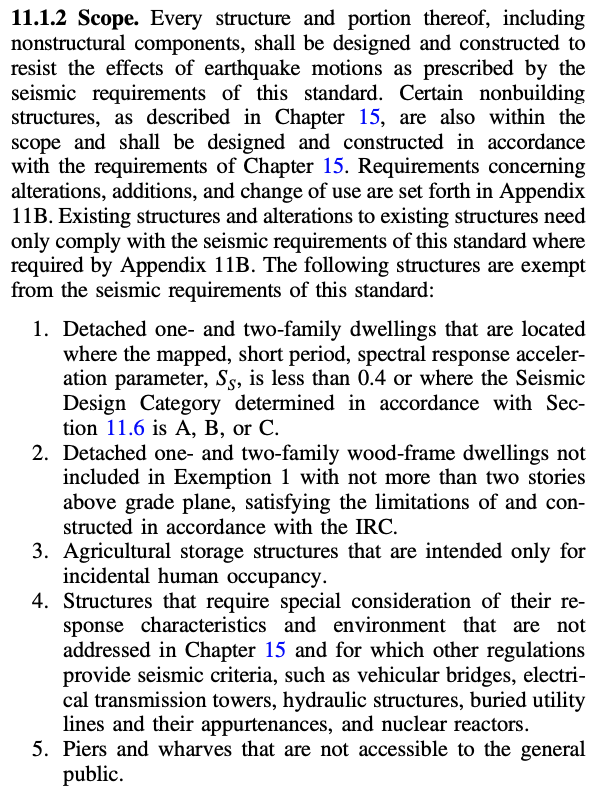 11.1.2 Scope. Every structure and portion thereof, including
nonstructural components, shall be designed and constructed to
resist the effects of earthquake motions as prescribed by the
seismic requirements of this standard. Certain nonbuilding
structures, as described in Chapter 15, are also within the
scope and shall be designed and constructed in accordance
with the requirements of Chapter 15. Requirements concerning
alterations, additions, and change of use are set forth in Appendix
11B. Existing structures and alterations to existing structures need
only comply with the seismic requirements of this standard where
required by Appendix 11B. The following structures are exempt
from the seismic requirements of this standard:
1. Detached one- and two-family dwellings that are located
where the mapped, short period, spectral response acceler-
ation parameter, S_S, is less than 0.4 or where the Seismic
Design Category determined in accordance with Sec-
tion 11.6 is A, B, or C.
2. Detached one- and two-family wood-frame dwellings not
included in Exemption 1 with not more than two stories
above grade plane, satisfying the limitations of and con-
structed in accordance with the IRC.
3. Agricultural storage structures that are intended only for
incidental human occupancy.
4. Structures that require special consideration of their re-
sponse characteristics and environment that are not
addressed in Chapter 15 and for which other regulations
provide seismic criteria, such as vehicular bridges, electri-
cal transmission towers, hydraulic structures, buried utility
lines and their appurtenances, and nuclear reactors.
5. Piers and wharves that are not accessible to the general
public.